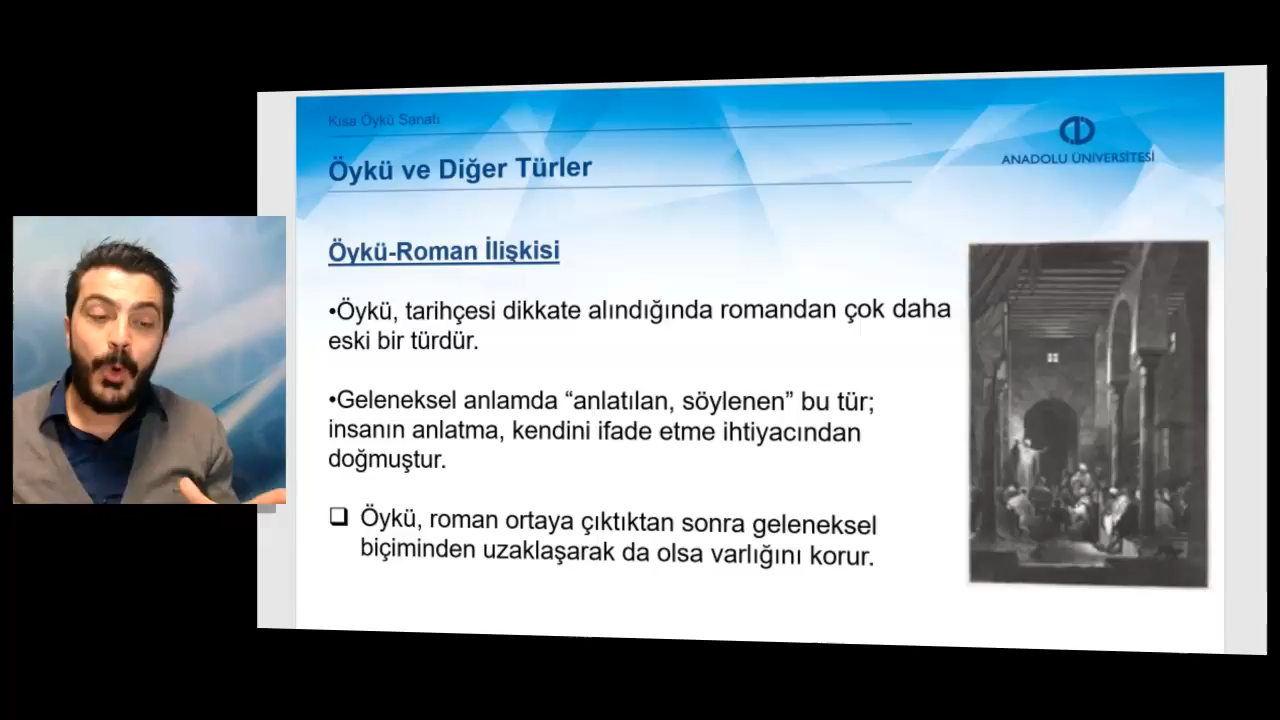 Kısa Öykü Sanatı
Öykü ve Diğer Türler
ANADOLU ÜNİVERSİTESİ
Öykü-Roman İlişkisi
•Öykü, tarihçesi dikkate alındığında romandan çok daha
eski bir türdür.
•Geleneksel anlamda “anlatılan, söylenen” bu tür;
insanın anlatma, kendini ifade etme ihtiyacından
doğmuştur.
❑ Öykü, roman ortaya çıktıktan sonra geleneksel
biçiminden uzaklaşarak da olsa varlığını korur.